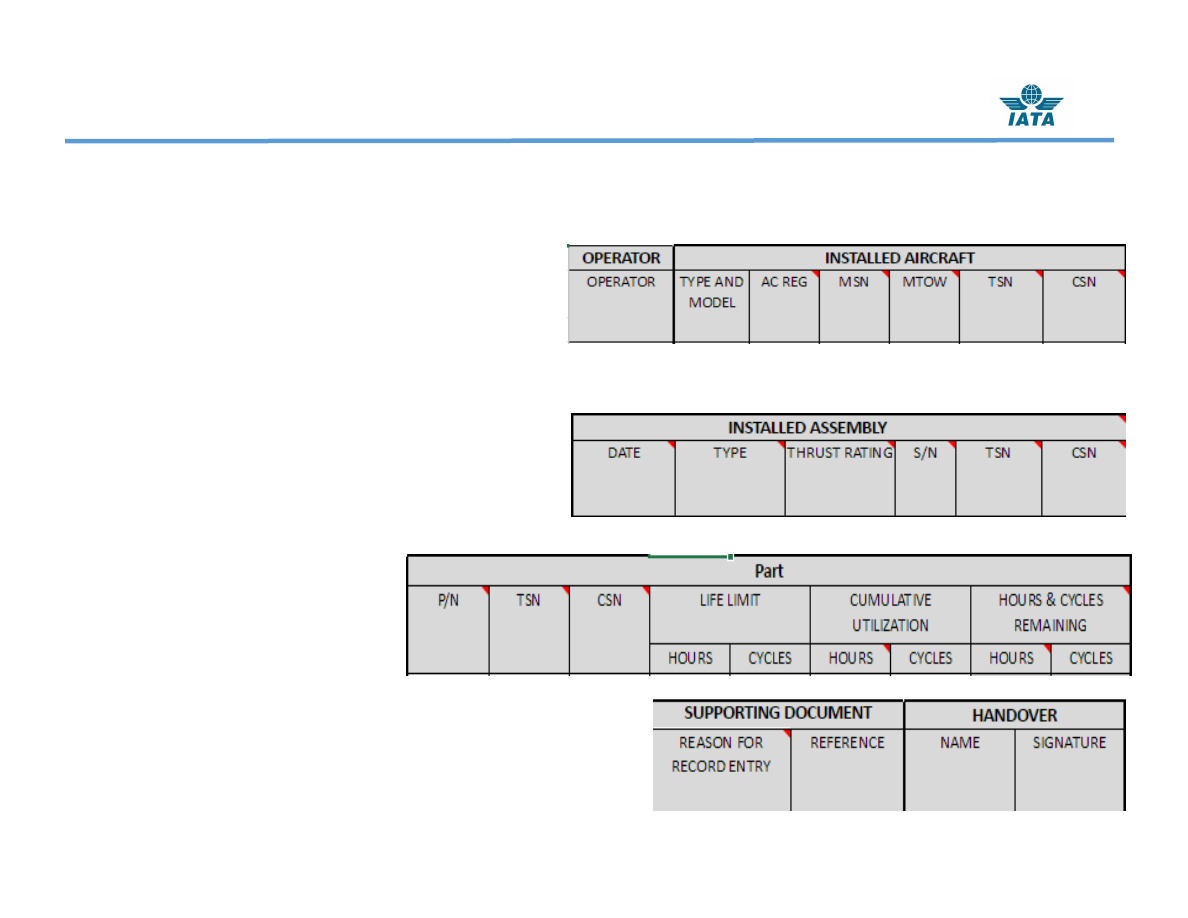 IATA
OPERATOR INSTALLED AIRCRAFT
OPERATOR TYPE AND AC REG MSN MTOW TSN CSN
MODEL
INSTALLED ASSEMBLY
DATE TYPE THRUST RATING S/N TSN CSN
Part
P/N TSN CSN LIFE LIMIT CUMULATIVE HOURS & CYCLES
UTILIZATION REMAINING
HOURS CYCLES HOURS CYCLES HOURS CYCLES
SUPPORTING DOCUMENT HANDOVER
REASON FOR REFERENCE NAME SIGNATURE
RECORD ENTRY